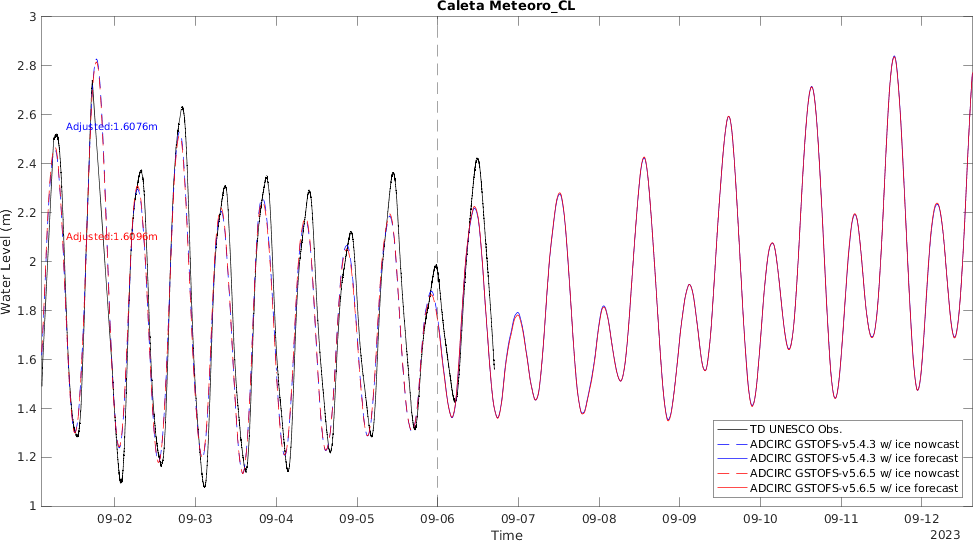 Caleta Meteoro_CL
Water Level (m)
3
2.8
2.6
2.4
2.2
2
1.8
1.6
1.4
1.2
1
Adjusted:1.6076m
Adjusted:1.6096m
TD UNESCO Obs.
ADCIRC GSTOFS-v5.4.3 w/ ice nowcast
ADCIRC GSTOFS-v5.4.3 w/ ice forecast
ADCIRC GSTOFS-v5.6.5 w/ ice nowcast
ADCIRC GSTOFS-v5.6.5 w/ ice forecast
09-02 09-03 09-04 09-05 09-06 09-07 09-08 09-09 09-10 09-11 09-12
Time
2023